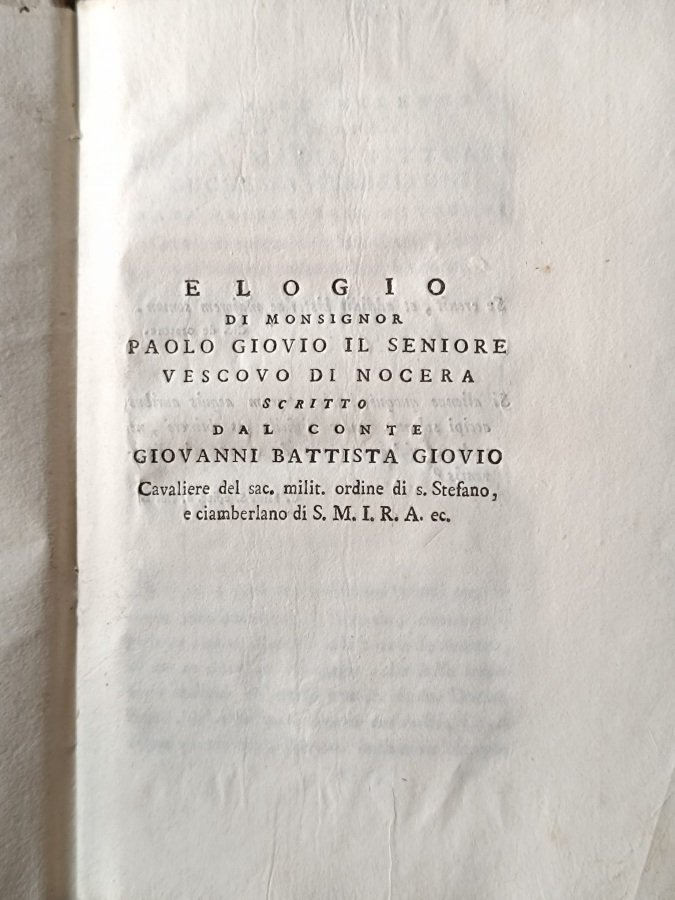 ELOGIO
DI MONSIGNOR
PAOLO GIOVIO IL SENIORE
VESCOVO DI NOCERA
SCRITTO
DAL CONTE
GIOVANNI BATTISTA GIOVIO
Cavaliere del sac. milit. ordine di s. Stefano,
e ciamberlano di S. M. I. R. A. ec.